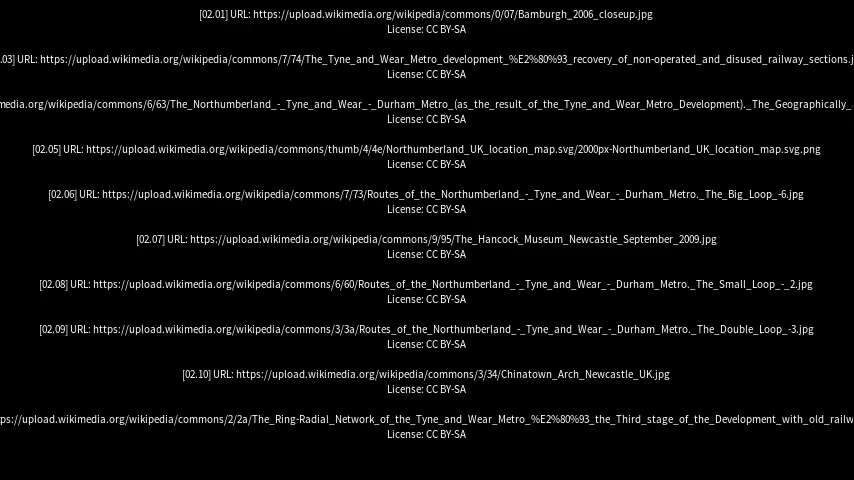 [02.01] URL: https://upload.wikimedia.org/wikipedia/commons/0/07/Bamburgh_2006_closeup.jpg
License: CC BY-SA
.03] URL: https://upload.wikimedia.org/wikipedia/commons/7/74/The_Tyne_and_Wear_Metro_development_%E2%80%93_recovery_of_non-operated_and_disused_railway_sections.j
License: CC BY-SA
media.org/wikipedia/commons/6/63/The_Northumberland_-_Tyne_and_Wear_-_Durham_Metro_(as_the_result_of_the_Tyne_and_Wear_Metro_Development)._The_Geographically_
License: CC BY-SA
[02.05] URL: https://upload.wikimedia.org/wikipedia/commons/thumb/4/4e/Northumberland_UK_location_map.svg/2000px-Northumberland_UK_location_map.svg.png
License: CC BY-SA
[02.06] URL: https://upload.wikimedia.org/wikipedia/commons/7/73/Routes_of_the_Northumberland_-_Tyne_and_Wear_-_Durham_Metro._The_Big_Loop_-6.jpg
License: CC BY-SA
[02.07] URL: https://upload.wikimedia.org/wikipedia/commons/9/95/The_Hancock_Museum_Newcastle_September_2009.jpg
License: CC BY-SA
[02.08] URL: https://upload.wikimedia.org/wikipedia/commons/6/60/Routes_of_the_Northumberland_-_Tyne_and_Wear_-_Durham_Metro._The_Small_Loop_-_2.jpg
License: CC BY-SA
[02.09] URL: https://upload.wikimedia.org/wikipedia/commons/3/3a/Routes_of_the_Northumberland_-_Tyne_and_Wear_-_Durham_Metro._The_Double_Loop_-3.jpg
License: CC BY-SA
[02.10] URL: https://upload.wikimedia.org/wikipedia/commons/3/34/Chinatown_Arch_Newcastle_UK.jpg
License: CC BY-SA
ps://upload.wikimedia.org/wikipedia/commons/2/2a/The_Ring-Radial_Network_of_the_Tyne_and_Wear_Metro_%E2%80%93_the_Third_stage_of_the_Development_with_old_railw
License: CC BY-SA